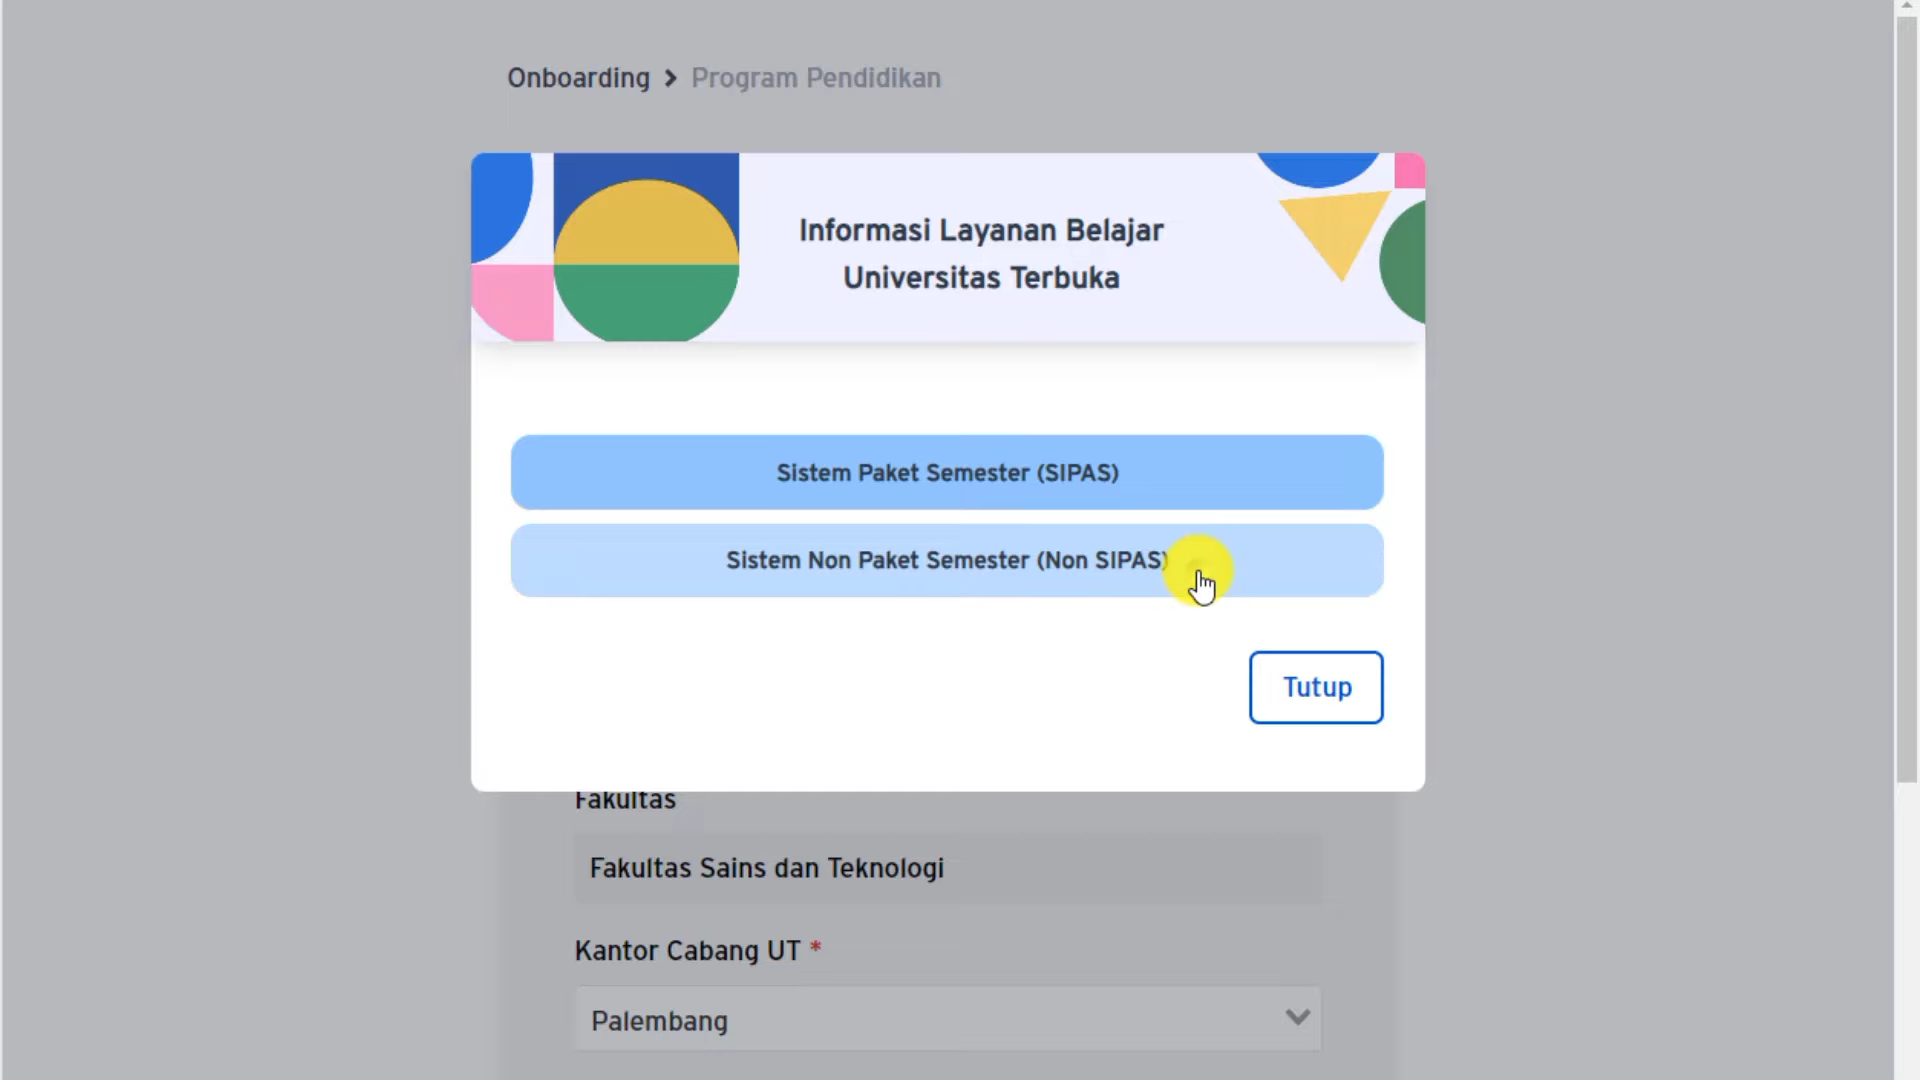 Onboarding > Program Pendidikan
Informasi Layanan Belajar
Universitas Terbuka
Sistem Paket Semester (SIPAS)
Sistem Non Paket Semester (Non SIPAS)
Tutup
Fakultas
Fakultas Sains dan Teknologi
Kantor Cabang UT *
Palembang